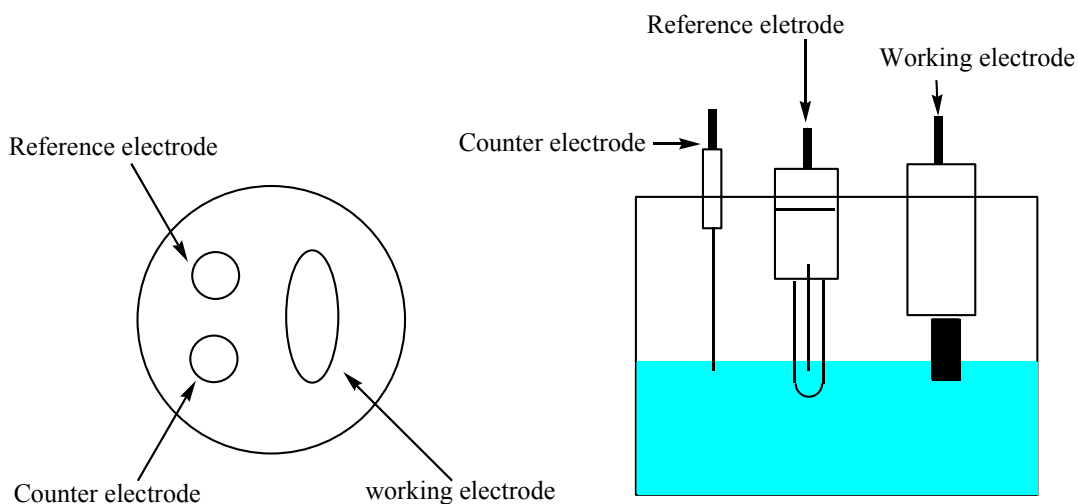 Reference eletrode
Working electrode
Counter electrode
Reference electrode
Counter electrode
working electrode